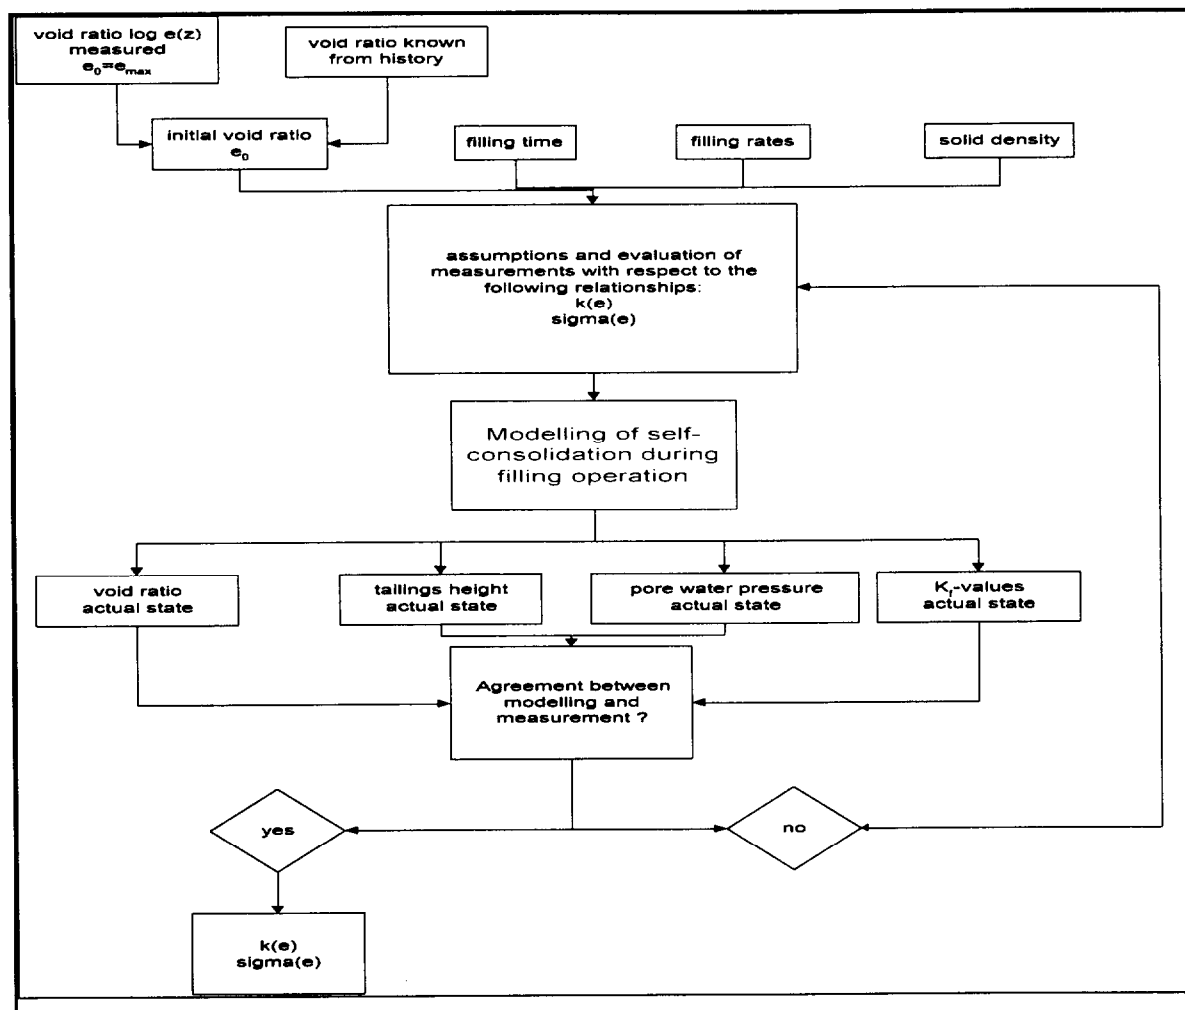 void ratio log e(z)
measured
e₀=eₘₐₓ
void ratio known
from history
initial void ratio
e₀
filling time
filling rates
solid density
assumptions and evaluation of
measurements with respect to the
following relationships:
k(e)
sigma(e)
Modelling of self-
consolidation during
filling operation
void ratio
actual state
tailings height
actual state
pore water pressure
actual state
Kf-values
actual state
Agreement between
modelling and
measurement ?
yes
no
k(e)
sigma(e)